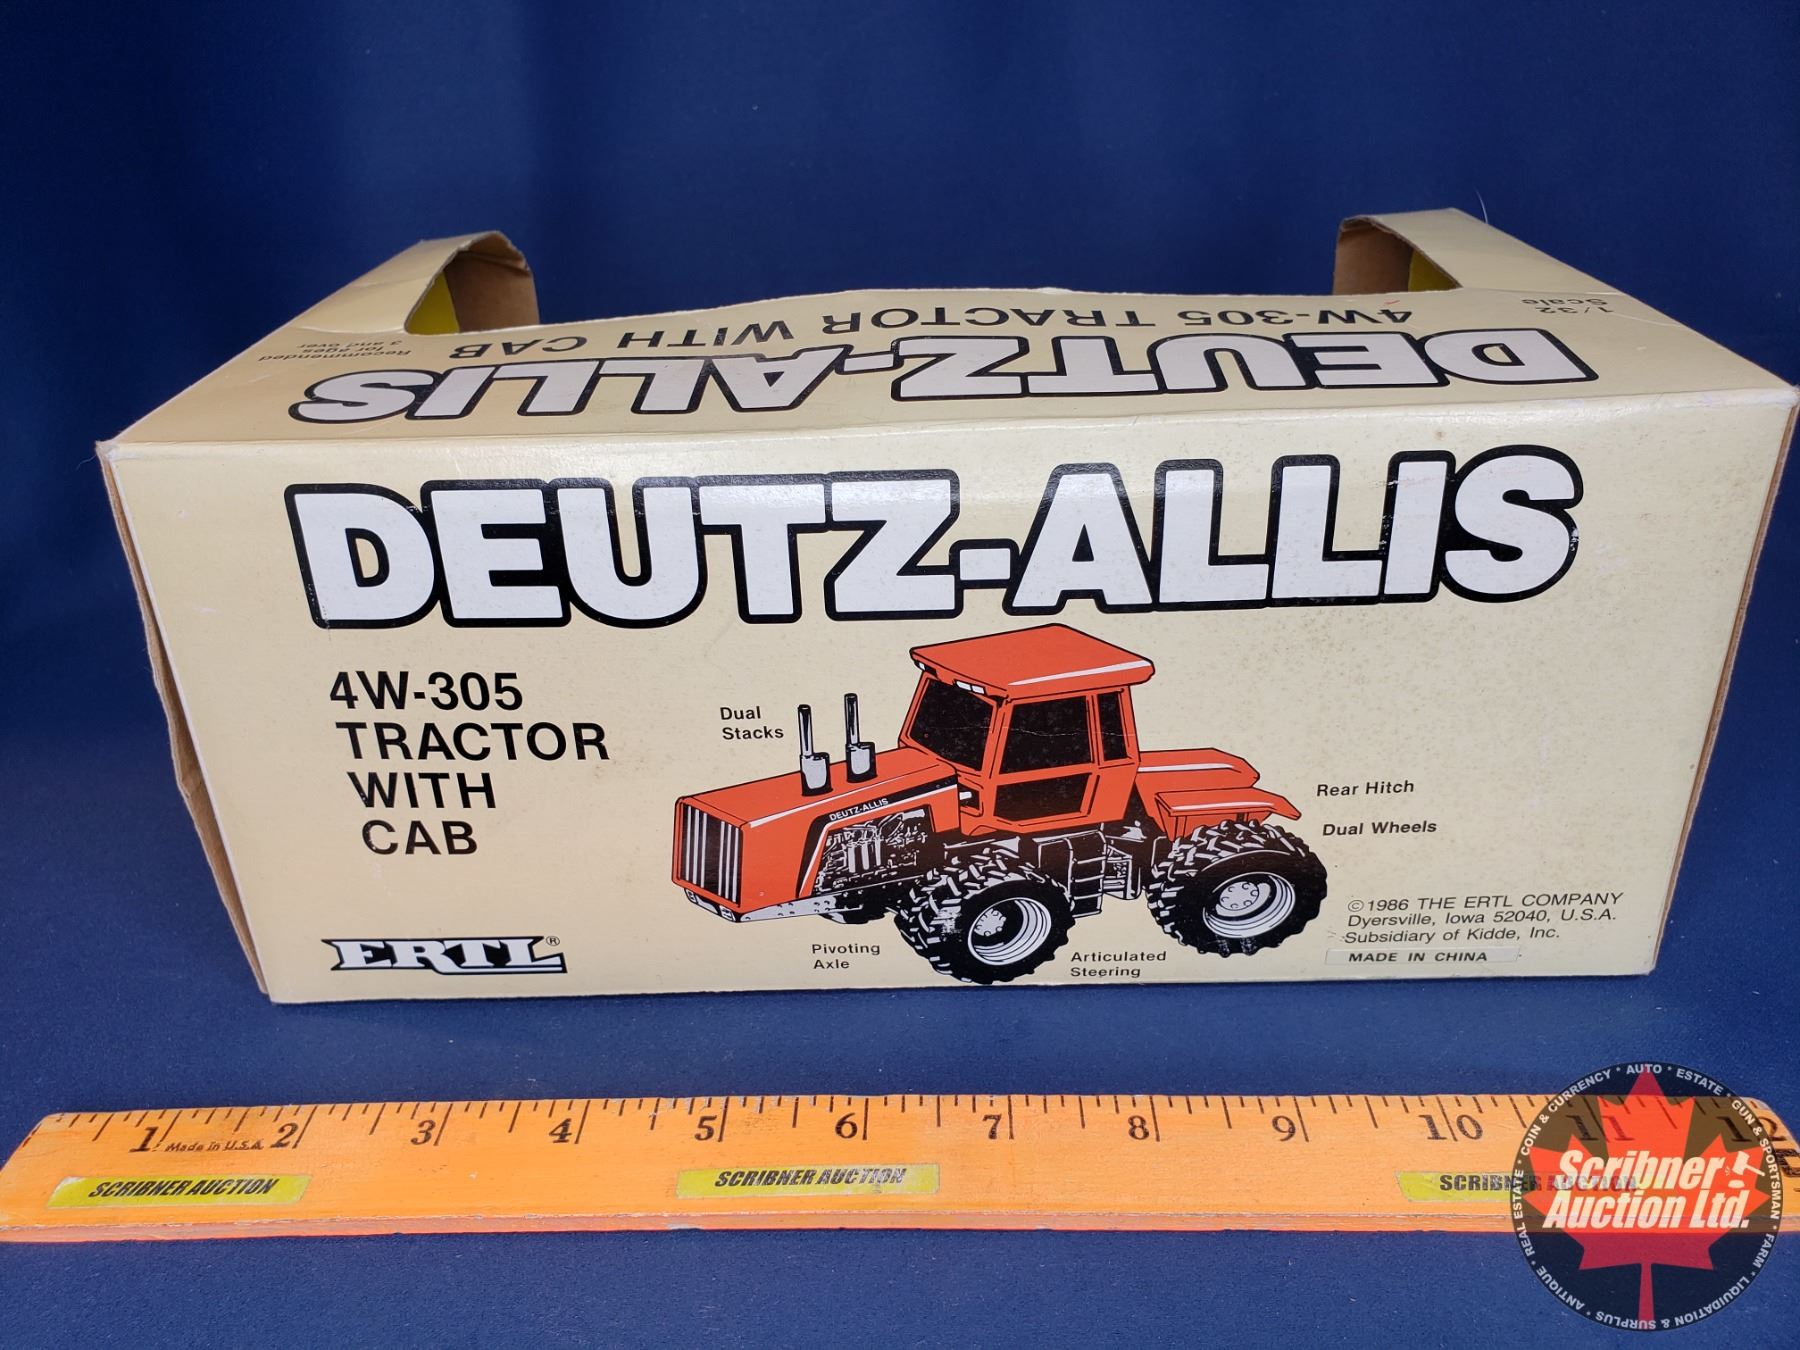 1/32
Scale
4W-305 TRACTOR WITH CAB
Recommended
for ages
3 and over
DEUTZ-ALLIS
DEUTZ-ALLIS
4W-305
TRACTOR
WITH
CAB
Dual
Stacks
DEUTZ-ALLIS
Rear Hitch
Dual Wheels
Pivoting
Axle
Articulated
Steering
ERTL®
©1986 THE ERTL COMPANY
Dyersville, Iowa 52040, U.S.A.
Subsidiary of Kidde, Inc.
MADE IN CHINA
1 2 3 4 5 6 7 8 9 10 11 12
Made in U.S.A.
SCRIBNER AUCTION
SCRIBNER AUCTION
SCRIBNER AUCTION
Scribner
Auction Ltd.
REAL ESTATE * COIN & CURRENCY * AUTO * ESTATE * GUN & SPORTSMAN * FARM * LIQUIDATION & SURPLUS * ANTIQUE *